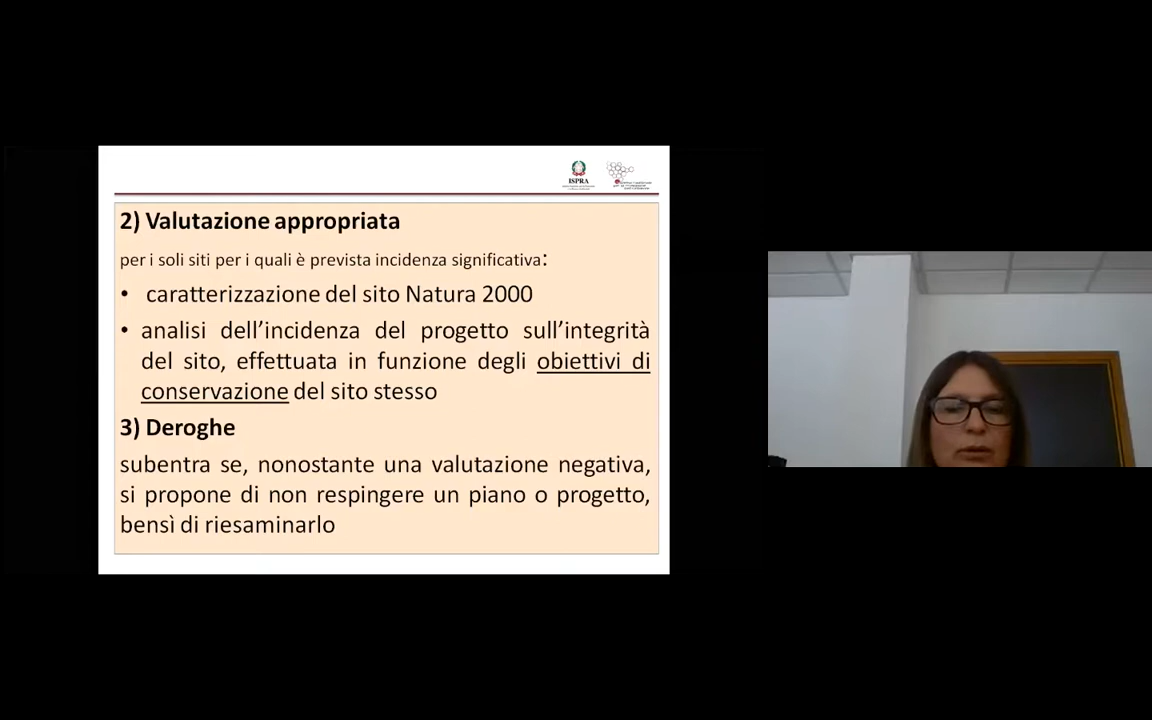 ISPRA
2) Valutazione appropriata
per i soli siti per i quali è prevista incidenza significativa:
• caratterizzazione del sito Natura 2000
• analisi dell'incidenza del progetto sull'integrità
del sito, effettuata in funzione degli obiettivi di
conservazione del sito stesso
3) Deroghe
subentra se, nonostante una valutazione negativa,
si propone di non respingere un piano o progetto,
bensì di riesaminarlo